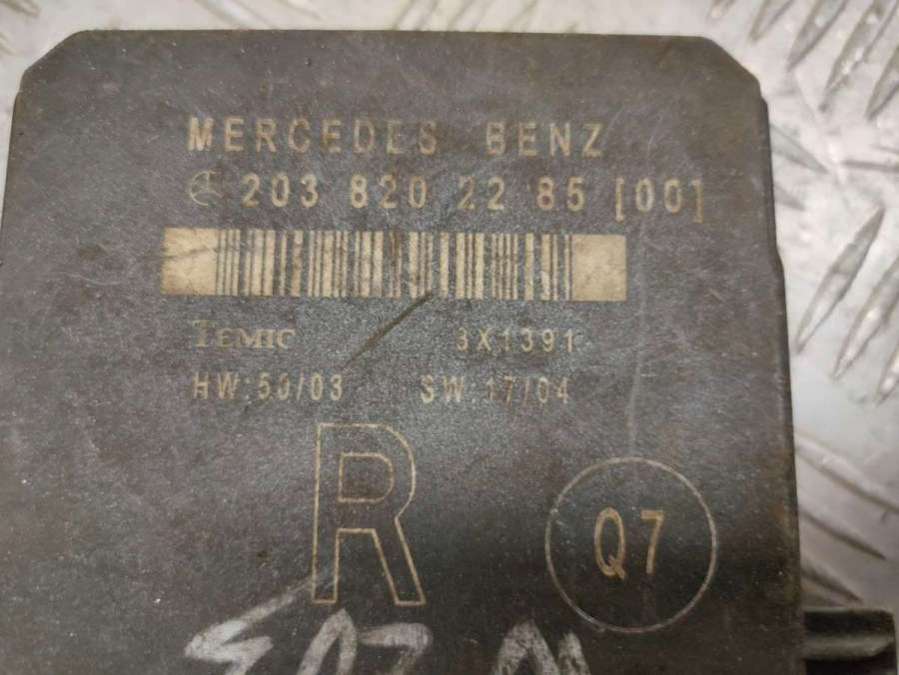 MERCEDES BENZ
203 820 22 85 [00]
TEMIC 3X1391
HW:50/03 SW:17/04
R
Q7